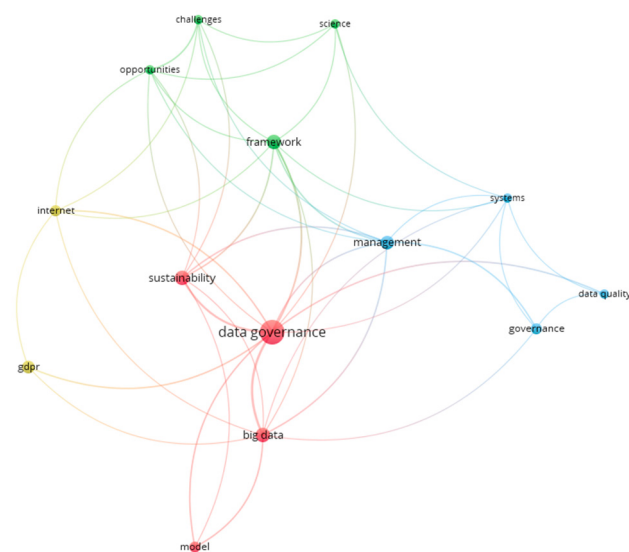 challenges
science
opportunities
framework
systems
internet
management
sustainability
data quality
data governance
governance
gdpr
big data
model